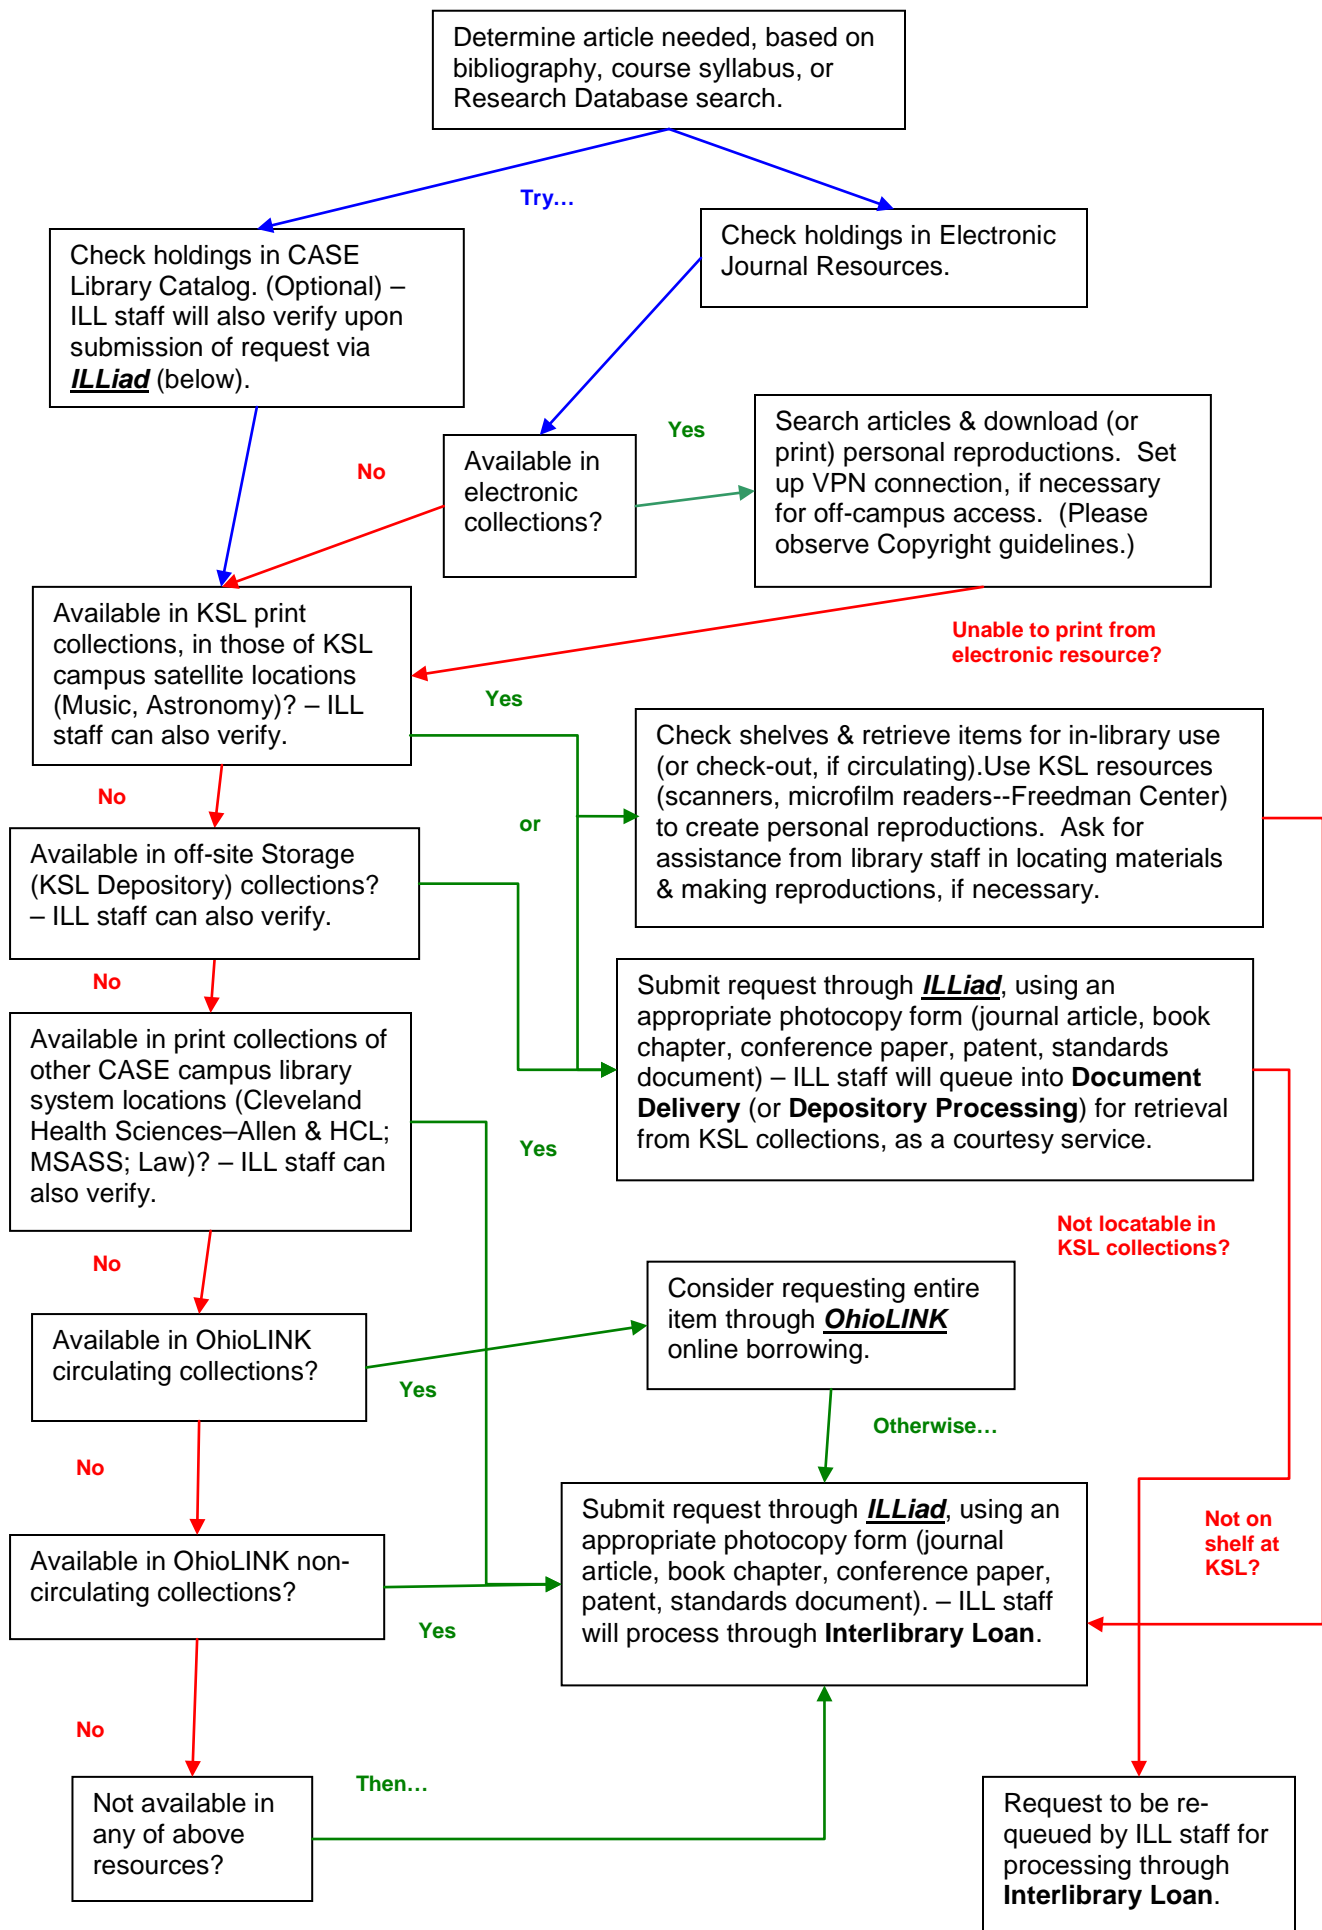 Determine article needed, based on
bibliography, course syllabus, or
Research Database search.
Try…
Check holdings in CASE
Library Catalog. (Optional) –
ILL staff will also verify upon
submission of request via
ILLiad (below).
Check holdings in Electronic
Journal Resources.
No
Available in
electronic
collections?
Yes
Search articles & download (or
print) personal reproductions.  Set
up VPN connection, if necessary
for off-campus access.  (Please
observe Copyright guidelines.)
Unable to print from
electronic resource?
Available in KSL print
collections, in those of KSL
campus satellite locations
(Music, Astronomy)? – ILL
staff can also verify.
Yes
or
Check shelves & retrieve items for in-library use
(or check-out, if circulating).Use KSL resources
(scanners, microfilm readers--Freedman Center)
to create personal reproductions.  Ask for
assistance from library staff in locating materials
& making reproductions, if necessary.
No
Available in off-site Storage
(KSL Depository) collections?
– ILL staff can also verify.
Submit request through ILLiad, using an
appropriate photocopy form (journal article, book
chapter, conference paper, patent, standards
document) – ILL staff will queue into Document
Delivery (or Depository Processing) for retrieval
from KSL collections, as a courtesy service.
No
Available in print collections of
other CASE campus library
system locations (Cleveland
Health Sciences–Allen & HCL;
MSASS; Law)? – ILL staff can
also verify.
Yes
Not locatable in
KSL collections?
No
Available in OhioLINK
circulating collections?
Yes
Consider requesting entire
item through OhioLINK
online borrowing.
Otherwise…
No
Available in OhioLINK non-
circulating collections?
Yes
Submit request through ILLiad, using an
appropriate photocopy form (journal
article, book chapter, conference paper,
patent, standards document). – ILL staff
will process through Interlibrary Loan.
Not on
shelf at
KSL?
No
Not available in
any of above
resources?
Then…
Request to be re-
queued by ILL staff for
processing through
Interlibrary Loan.